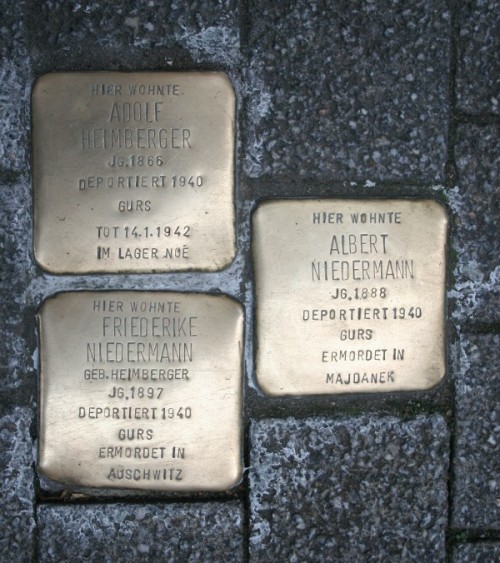 HIER WOHNTE
ADOLF
HEIMBERGER
JG. 1866
DEPORTIERT 1940
GURS
TOT 14.1.1942
IM LAGER NOÉ
HIER WOHNTE
FRIEDERIKE
NIEDERMANN
GEB. HEIMBERGER
JG. 1897
DEPORTIERT 1940
GURS
ERMORDET IN
AUSCHWITZ
HIER WOHNTE
ALBERT
NIEDERMANN
JG. 1888
DEPORTIERT 1940
GURS
ERMORDET IN
MAJDANEK